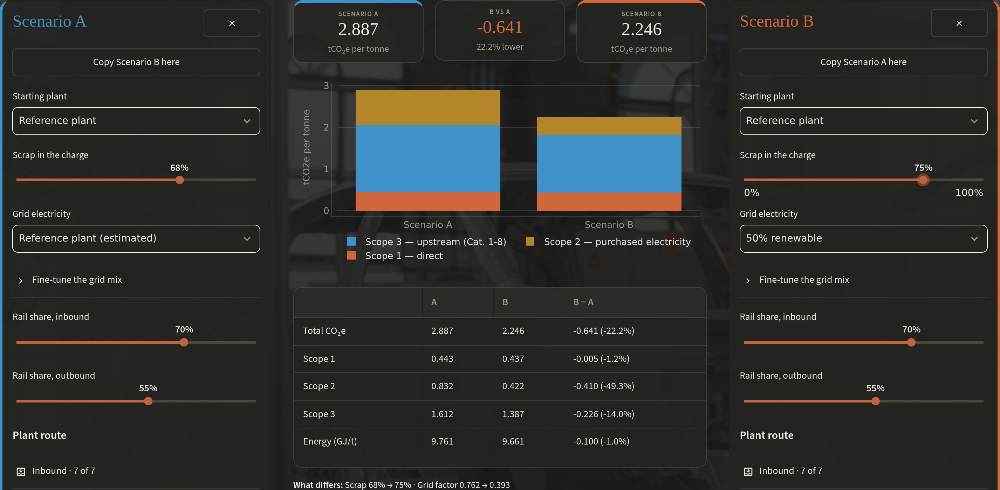 Scenario A
×
Copy Scenario B here
Starting plant
Reference plant
Scrap in the charge
68%
Grid electricity
Reference plant (estimated)
Fine-tune the grid mix
Rail share, inbound
70%
Rail share, outbound
55%
Plant route
Inbound · 7 of 7
SCENARIO A
2.887
tCO₂e per tonne
B VS A
-0.641
22.2% lower
SCENARIO B
2.246
tCO₂e per tonne
tCO2e per tonne
3
2
1
0
Scenario A
Scenario B
Scope 3 — upstream (Cat. 1-8)
Scope 2 — purchased electricity
Scope 1 — direct
A B B − A
Total CO₂e 2.887 2.246 -0.641 (-22.2%)
Scope 1 0.443 0.437 -0.005 (-1.2%)
Scope 2 0.832 0.422 -0.410 (-49.3%)
Scope 3 1.612 1.387 -0.226 (-14.0%)
Energy (GJ/t) 9.761 9.661 -0.100 (-1.0%)
What differs: Scrap 68% → 75% · Grid factor 0.762 → 0.393
Scenario B
×
Copy Scenario A here
Starting plant
Reference plant
Scrap in the charge
75%
0% 100%
Grid electricity
50% renewable
Fine-tune the grid mix
Rail share, inbound
70%
Rail share, outbound
55%
Plant route
Inbound · 7 of 7